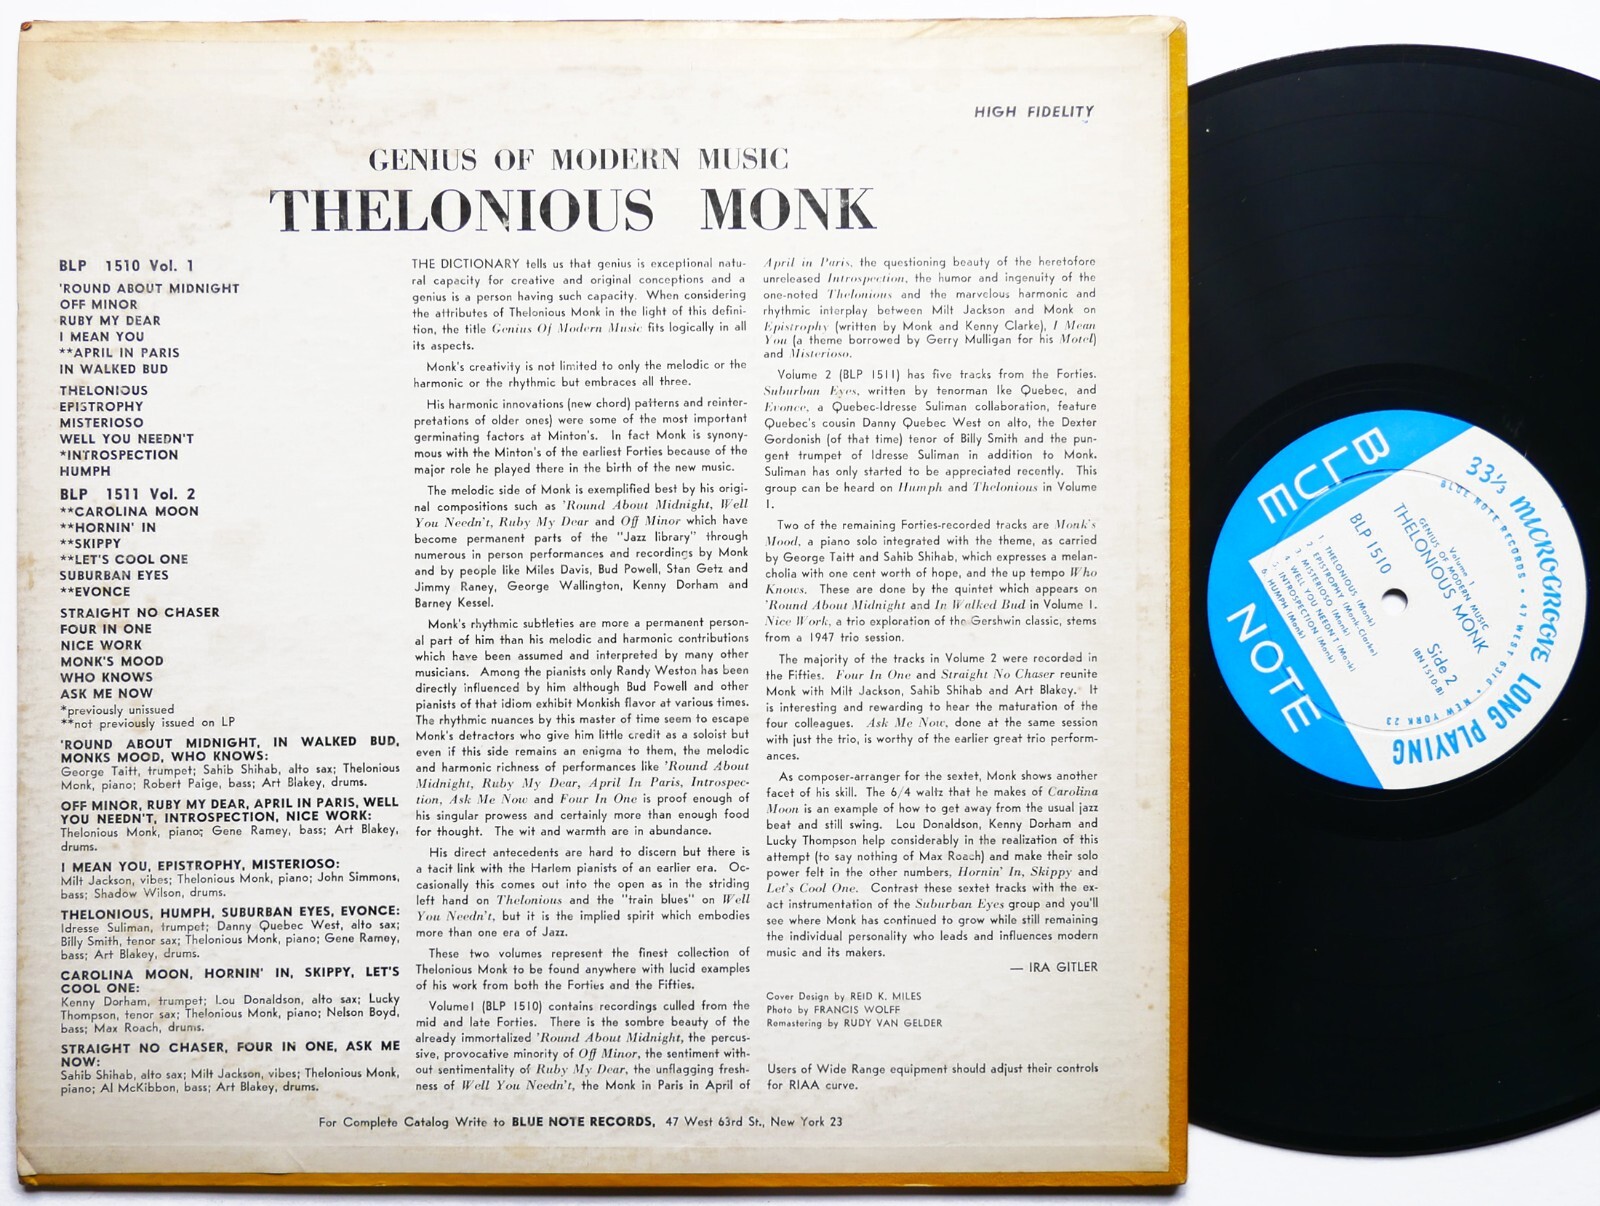 HIGH FIDELITY
GENIUS OF MODERN MUSIC
THELONIOUS MONK
BLP 1510 Vol. 1
'ROUND ABOUT MIDNIGHT
OFF MINOR
RUBY MY DEAR
I MEAN YOU
**APRIL IN PARIS
IN WALKED BUD
THELONIOUS
EPISTROPHY
MISTERIOSO
WELL YOU NEEDN'T
*INTROSPECTION
HUMPH
BLP 1511 Vol. 2
**CAROLINA MOON
**HORNIN' IN
**SKIPPY
**LET'S COOL ONE
SUBURBAN EYES
**EVONCE
STRAIGHT NO CHASER
FOUR IN ONE
NICE WORK
MONK'S MOOD
WHO KNOWS
ASK ME NOW
*previously unissued
**not previously issued on LP
'ROUND ABOUT MIDNIGHT, IN WALKED BUD,
MONKS MOOD, WHO KNOWS:
George Taitt, trumpet; Sahib Shihab, alto sax; Thelonious
Monk, piano; Robert Paige, bass; Art Blakey, drums.
OFF MINOR, RUBY MY DEAR, APRIL IN PARIS, WELL
YOU NEEDN'T, INTROSPECTION, NICE WORK:
Thelonious Monk, piano; Gene Ramey, bass; Art Blakey,
drums.
I MEAN YOU, EPISTROPHY, MISTERIOSO:
Milt Jackson, vibes; Thelonious Monk, piano; John Simmons,
bass; Shadow Wilson, drums.
THELONIOUS, HUMPH, SUBURBAN EYES, EVONCE:
Idresse Suliman, trumpet; Danny Quebec West, alto sax;
Billy Smith, tenor sax; Thelonious Monk, piano; Gene Ramey,
bass; Art Blakey, drums.
CAROLINA MOON, HORNIN' IN, SKIPPY, LET'S
COOL ONE:
Kenny Dorham, trumpet; Lou Donaldson, alto sax; Lucky
Thompson, tenor sax; Thelonious Monk, piano; Nelson Boyd,
bass; Max Roach, drums.
STRAIGHT NO CHASER, FOUR IN ONE, ASK ME
NOW:
Sahib Shihab, alto sax; Milt Jackson, vibes; Thelonious Monk,
piano; Al McKibbon, bass; Art Blakey, drums.
THE DICTIONARY tells us that genius is exceptional natu-
ral capacity for creative and original conceptions and a
genius is a person having such capacity. When considering
the attributes of Thelonious Monk in the light of this defini-
tion, the title Genius Of Modern Music fits logically in all
its aspects.
Monk's creativity is not limited to only the melodic or the
harmonic or the rhythmic but embraces all three.
His harmonic innovations (new chord) patterns and reinter-
pretations of older ones) were some of the most important
germinating factors at Minton's. In fact Monk is synony-
mous with the Minton's of the earliest Forties because of the
major role he played there in the birth of the new music.
The melodic side of Monk is exemplified best by his origi-
nal compositions such as 'Round About Midnight, Well
You Needn't, Ruby My Dear and Off Minor which have
become permanent parts of the "Jazz library" through
numerous in person performances and recordings by Monk
and by people like Miles Davis, Bud Powell, Stan Getz and
Jimmy Raney, George Wallington, Kenny Dorham and
Barney Kessel.
Monk's rhythmic subtleties are more a permanent person-
al part of him than his melodic and harmonic contributions
which have been assumed and interpreted by many other
musicians. Among the pianists only Randy Weston has been
directly influenced by him although Bud Powell and other
pianists of that idiom exhibit Monkish flavor at various times.
The rhythmic nuances by this master of time seem to escape
Monk's detractors who give him little credit as a soloist but
even if this side remains an enigma to them, the melodic
and harmonic richness of performances like 'Round About
Midnight, Ruby My Dear, April In Paris, Introspec-
tion, Ask Me Now and Four In One is proof enough of
his singular prowess and certainly more than enough food
for thought. The wit and warmth are in abundance.
His direct antecedents are hard to discern but there is
a tacit link with the Harlem pianists of an earlier era. Oc-
casionally this comes out into the open as in the striding
left hand on Thelonious and the "train blues" on Well
You Needn't, but it is the implied spirit which embodies
more than one era of Jazz.
These two volumes represent the finest collection of
Thelonious Monk to be found anywhere with lucid examples
of his work from both the Forties and the Fifties.
Volume1 (BLP 1510) contains recordings culled from the
mid and late Forties. There is the sombre beauty of the
already immortalized 'Round About Midnight, the percus-
sive, provocative minority of Off Minor, the sentiment with-
out sentimentality of Ruby My Dear, the unflagging fresh-
ness of Well You Needn't, the Monk in Paris in April of
April in Paris, the questioning beauty of the heretofore
unreleased Introspection, the humor and ingenuity of the
one-noted Thelonious and the marvelous harmonic and
rhythmic interplay between Milt Jackson and Monk on
Epistrophy (written by Monk and Kenny Clarke), I Mean
You (a theme borrowed by Gerry Mulligan for his Motel)
and Misterioso.
Volume 2 (BLP 1511) has five tracks from the Forties.
Suburban Eyes, written by tenorman Ike Quebec, and
Evonce, a Quebec-Idresse Suliman collaboration, feature
Quebec's cousin Danny Quebec West on alto, the Dexter
Gordonish (of that time) tenor of Billy Smith and the pun-
gent trumpet of Idresse Suliman in addition to Monk.
Suliman has only started to be appreciated recently. This
group can be heard on Humph and Thelonious in Volume
1.
Two of the remaining Forties-recorded tracks are Monk's
Mood, a piano solo integrated with the theme, as carried
by George Taitt and Sahib Shihab, which expresses a melan-
cholia with one cent worth of hope, and the up tempo Who
Knows. These are done by the quintet which appears on
'Round About Midnight and In Walked Bud in Volume 1.
Nice Work, a trio exploration of the Gershwin classic, stems
from a 1947 trio session.
The majority of the tracks in Volume 2 were recorded in
the Fifties. Four In One and Straight No Chaser reunite
Monk with Milt Jackson, Sahib Shihab and Art Blakey. It
is interesting and rewarding to hear the maturation of the
four colleagues. Ask Me Now, done at the same session
with just the trio, is worthy of the earlier great trio perform-
ances.
As composer-arranger for the sextet, Monk shows another
facet of his skill. The 6/4 waltz that he makes of Carolina
Moon is an example of how to get away from the usual jazz
beat and still swing. Lou Donaldson, Kenny Dorham and
Lucky Thompson help considerably in the realization of this
attempt (to say nothing of Max Roach) and make their solo
power felt in the other numbers, Hornin' In, Skippy and
Let's Cool One. Contrast these sextet tracks with the ex-
act instrumentation of the Suburban Eyes group and you'll
see where Monk has continued to grow while still remaining
the individual personality who leads and influences modern
music and its makers.
— IRA GITLER
Cover Design by REID K. MILES
Photo by FRANCIS WOLFF
Remastering by RUDY VAN GELDER
Users of Wide Range equipment should adjust their controls
for RIAA curve.
For Complete Catalog Write to BLUE NOTE RECORDS, 47 West 63rd St., New York 23
BLUE
NOTE
33 1/3 MICROGROOVE LONG PLAYING
BLUE NOTE RECORDS • 47 WEST 63rd • NEW YORK 23
Volume 1
GENIUS OF MODERN MUSIC
THELONIOUS MONK
BLP 1510
Side 2
(BN 1510-B)
1. THELONIOUS (Monk)
2. EPISTROPHY (Monk-Clarke)
3. MISTERIOSO (Monk)
4. WELL YOU NEEDN'T (Monk)
5. INTROSPECTION (Monk)
6. HUMPH (Monk)